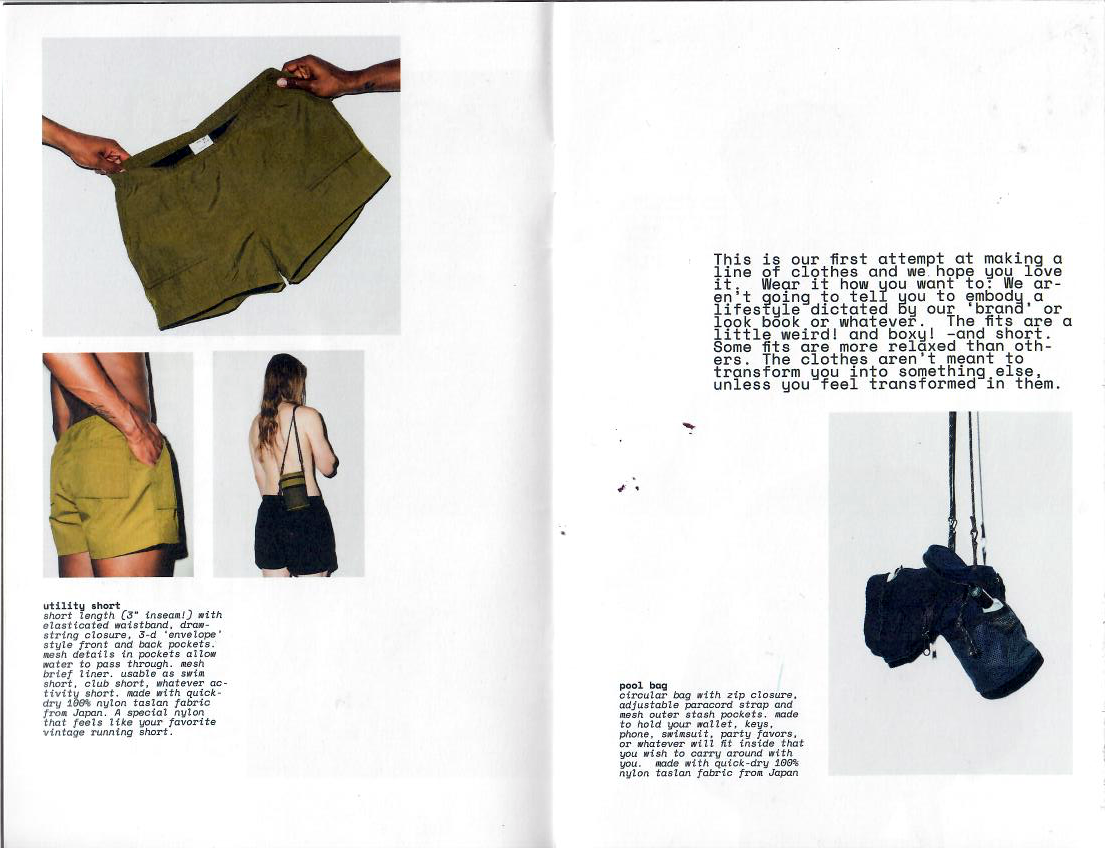 utility short
short length (3" inseam!) with
elasticated waistband, draw-
string closure, 3-d 'envelope'
style front and back pockets.
mesh details in pockets allow
water to pass through. mesh
brief liner. usable as swim
short, club short, whatever ac-
tivity short. made with quick-
dry 100% nylon taslan fabric
from Japan. A special nylon
that feels like your favorite
vintage running short.
This is our first attempt at making a
line of clothes and we hope you love
it.  Wear it how you want to! We ar-
en't going to tell you to embody a
lifestyle dictated by our 'brand' or
look book or whatever.  The fits are a
little weird! and boxy! -and short.
Some fits are more relaxed than oth-
ers. The clothes aren't meant to
transform you into something else,
unless you feel transformed in them.
pool bag
circular bag with zip closure,
adjustable paracord strap and
mesh outer stash pockets. made
to hold your wallet, keys,
phone, swimsuit, party favors,
or whatever will fit inside that
you wish to carry around with
you.  made with quick-dry 100%
nylon taslan fabric from Japan